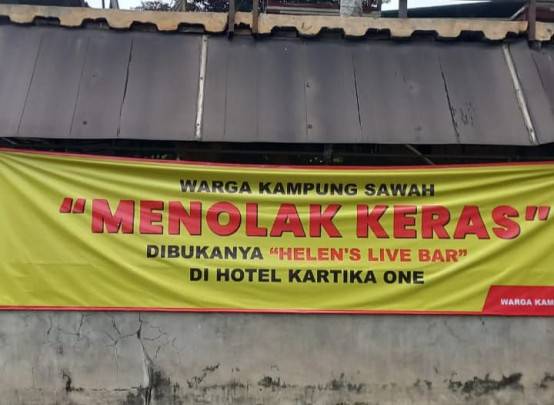 WARGA KAMPUNG SAWAH
"MENOLAK KERAS"
DIBUKANYA "HELEN'S LIVE BAR"
DI HOTEL KARTIKA ONE
WARGA KAM